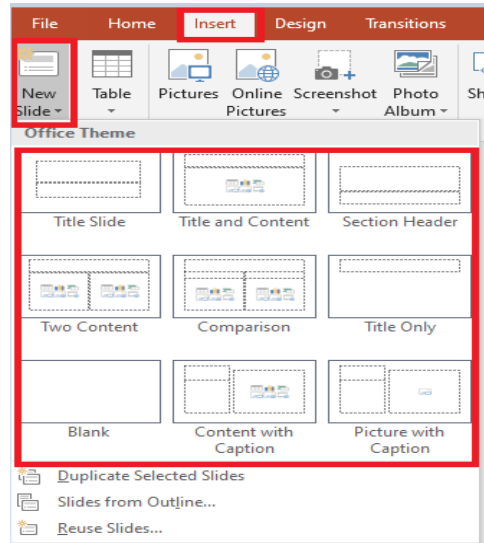 File Home Insert Design Transitions
New Table Pictures Online Screenshot Photo Sh
Slide Pictures Album
Office Theme
Title Slide Title and Content Section Header
Two Content Comparison Title Only
Blank Content with Picture with
Caption Caption
Duplicate Selected Slides
Slides from Outline...
Reuse Slides...